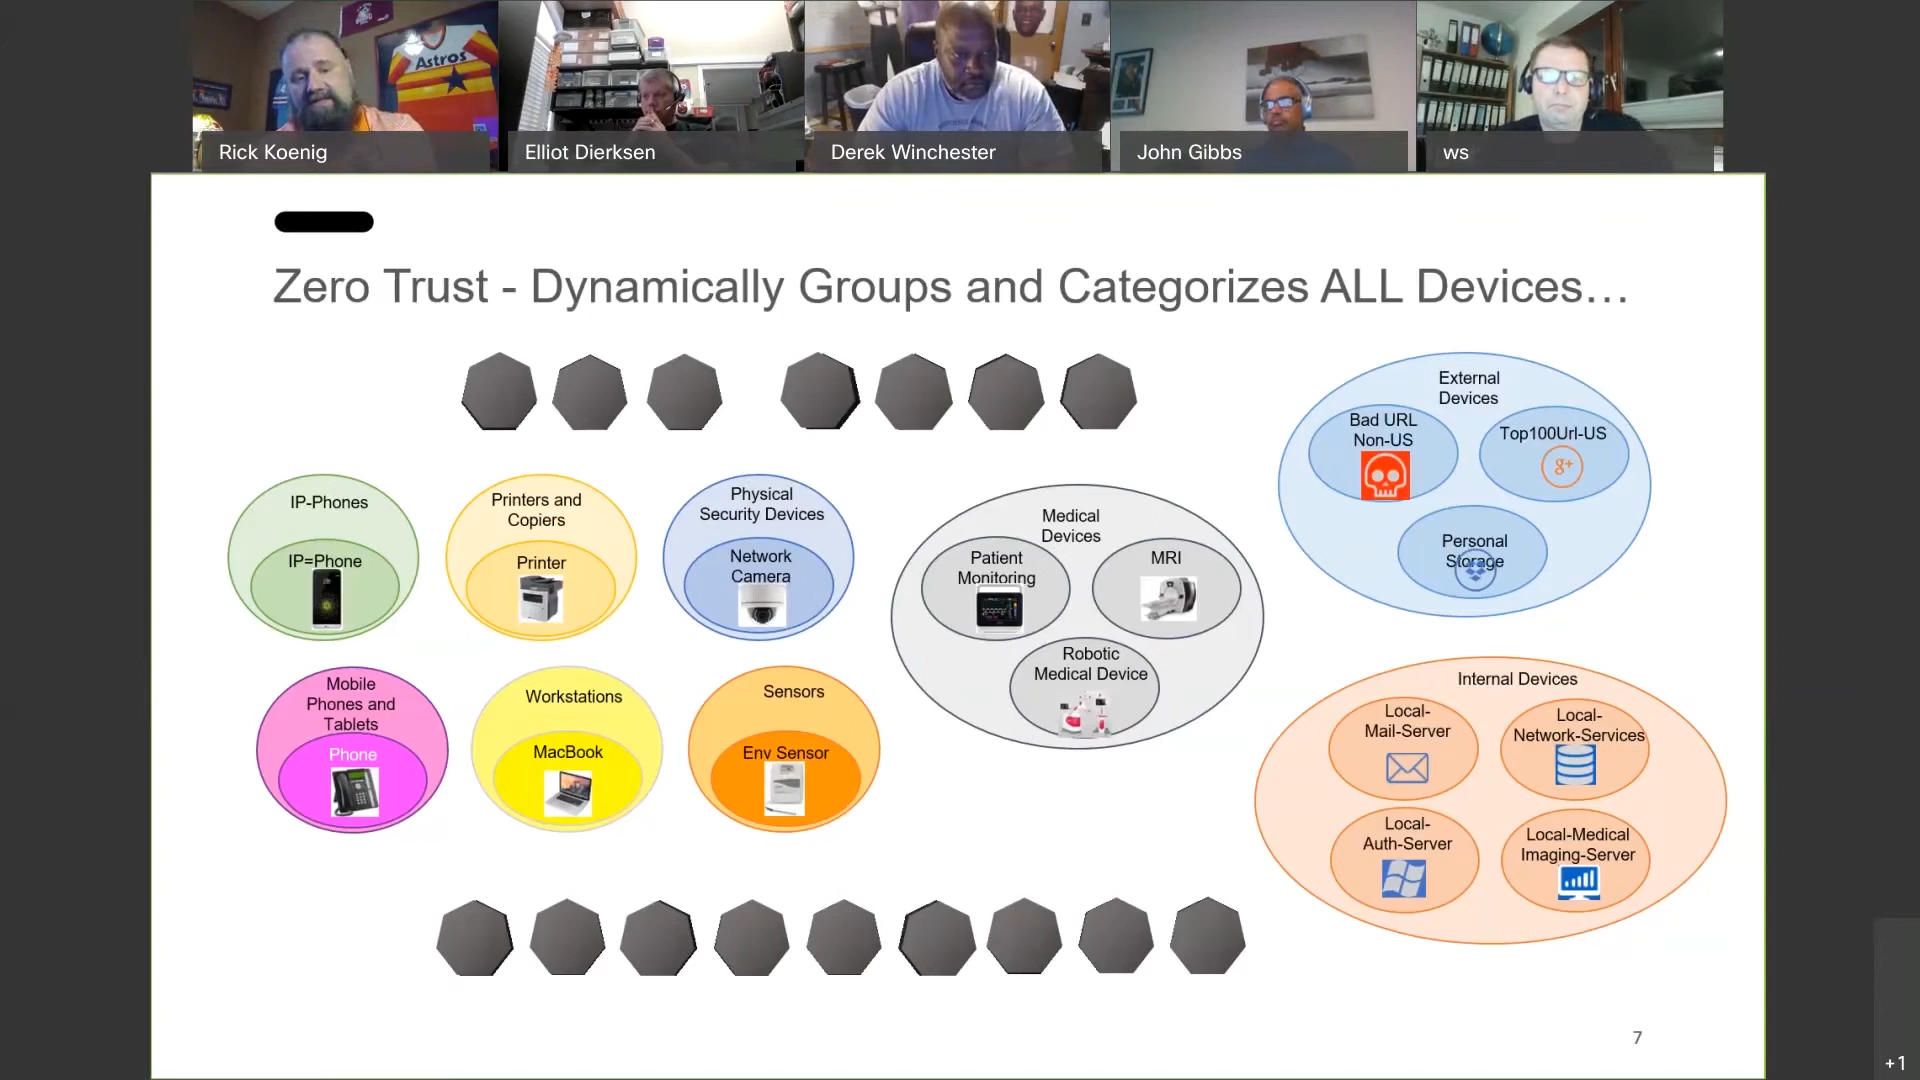 Astros
Rick Koenig
Elliot Dierksen
Derek Winchester
John Gibbs
ws
Zero Trust - Dynamically Groups and Categorizes ALL Devices…
External
Devices
Bad URL
Non-US
Top100Url-US
g+
Personal
Storage
IP-Phones
IP=Phone
Printers and
Copiers
Printer
Physical
Security Devices
Network
Camera
Medical
Devices
Patient
Monitoring
MRI
Robotic
Medical Device
Mobile
Phones and
Tablets
Phone
Workstations
MacBook
Sensors
Env Sensor
Internal Devices
Local-
Mail-Server
Local-
Network-Services
Local-
Auth-Server
Local-Medical
Imaging-Server
7
+1